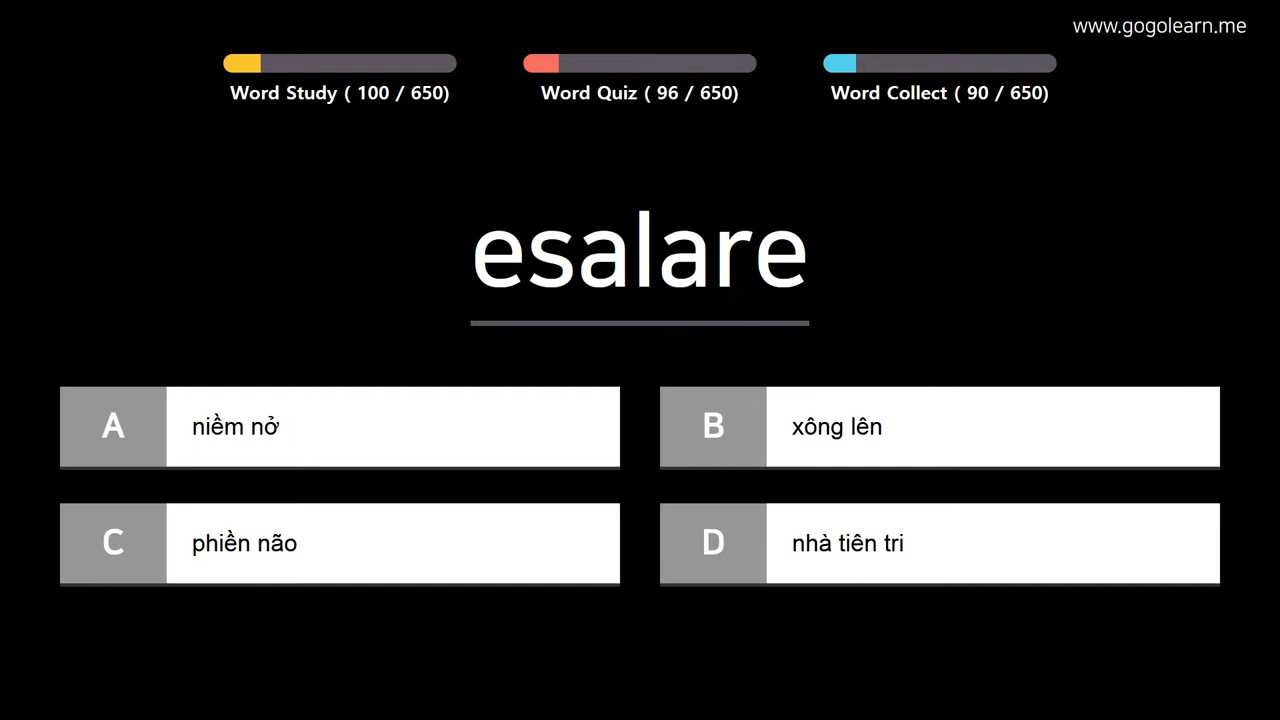 www.gogolearn.me
Word Study ( 100 / 650)
Word Quiz ( 96 / 650)
Word Collect ( 90 / 650)
esalare
A niềm nở
B xông lên
C phiền não
D nhà tiên tri